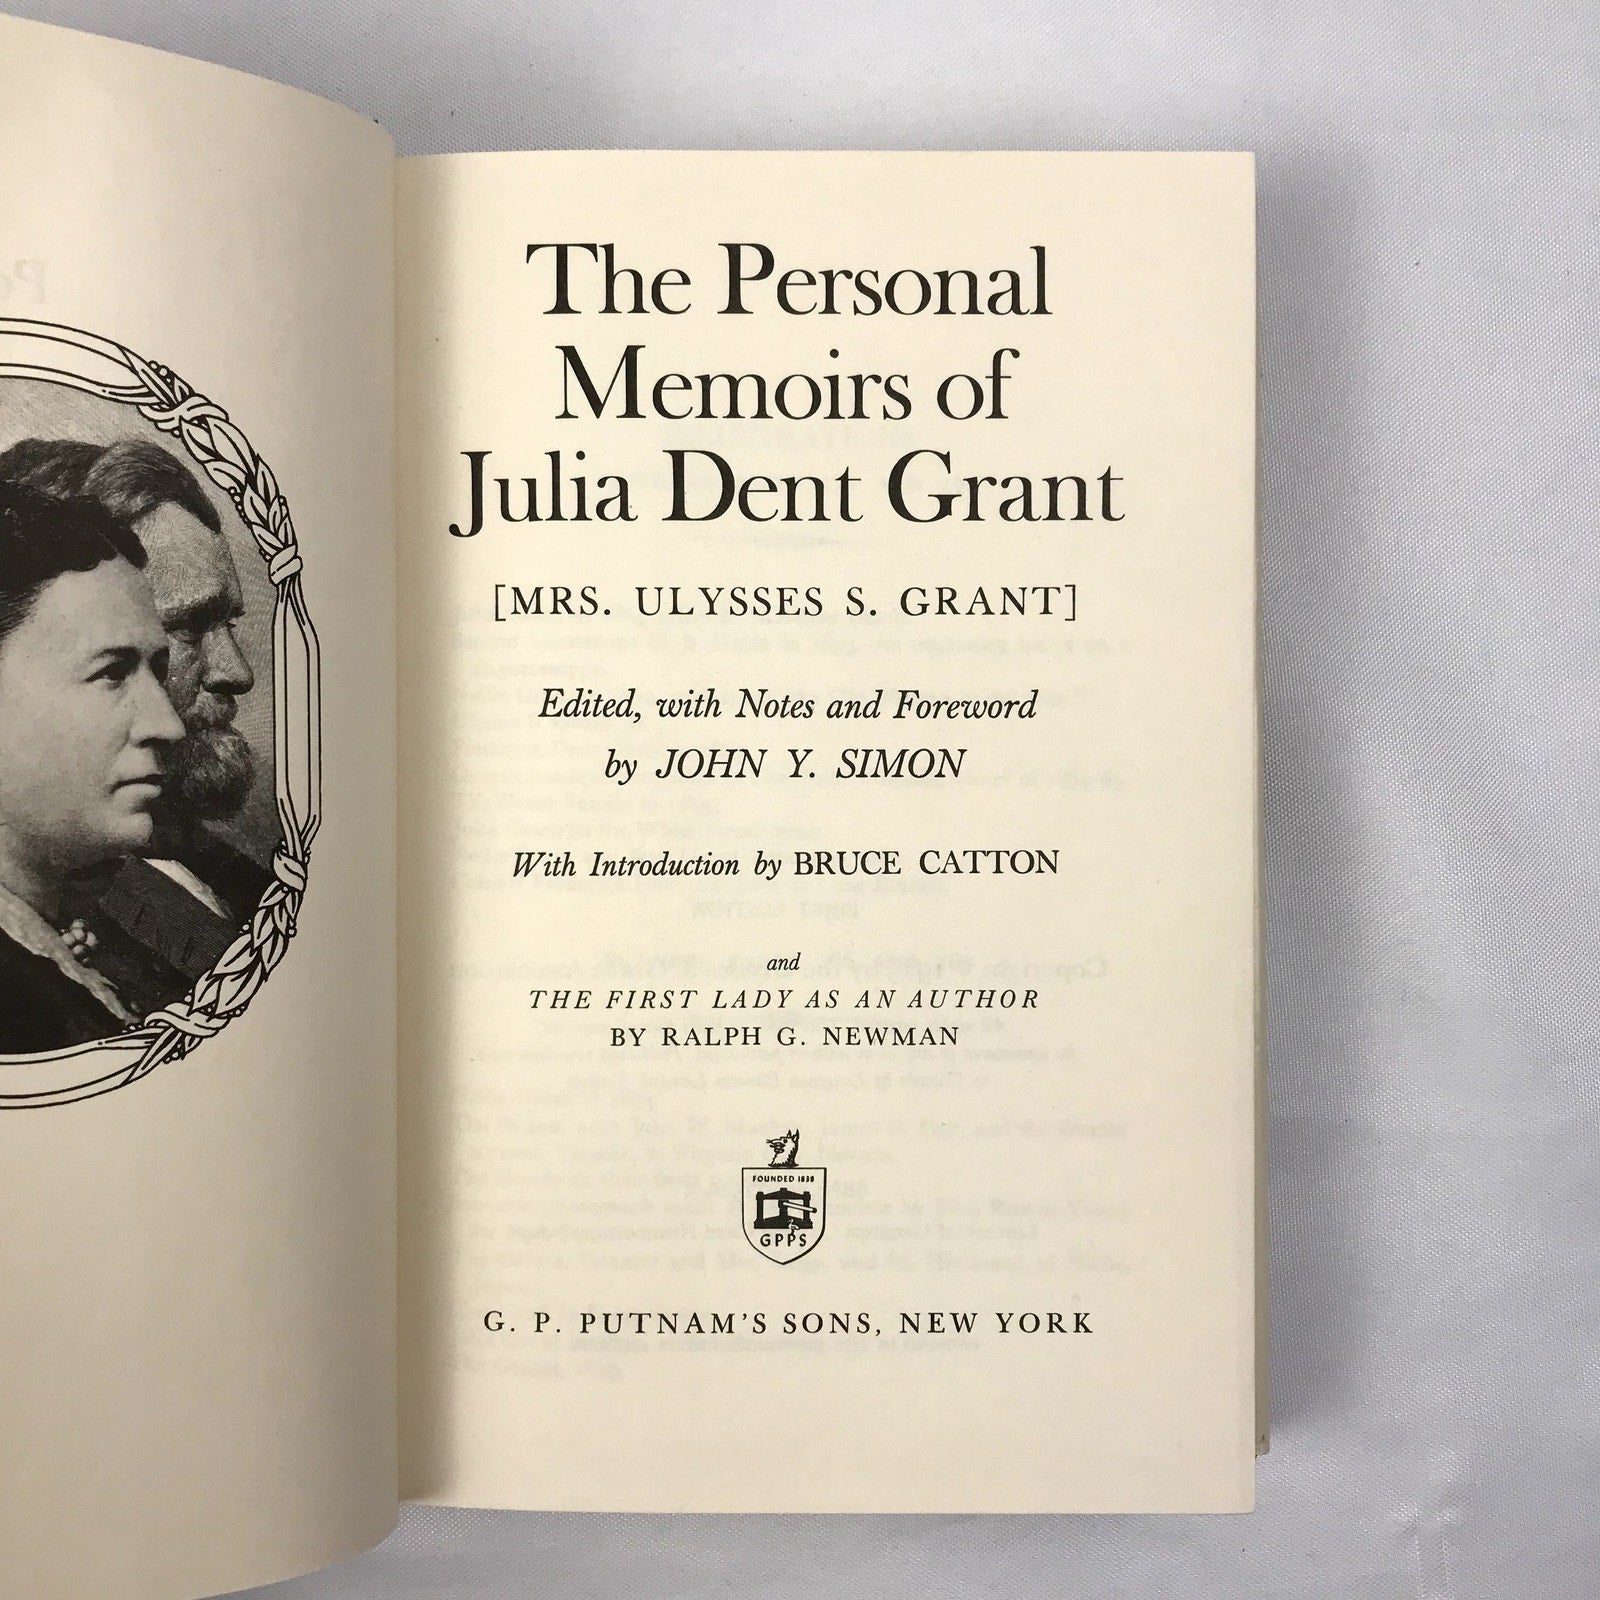 The Personal
Memoirs of
Julia Dent Grant
[MRS. ULYSSES S. GRANT]
Edited, with Notes and Foreword
by JOHN Y. SIMON
With Introduction by BRUCE CATTON
and
THE FIRST LADY AS AN AUTHOR
BY RALPH G. NEWMAN
FOUNDED 1838
GPPS
G. P. PUTNAM'S SONS, NEW YORK